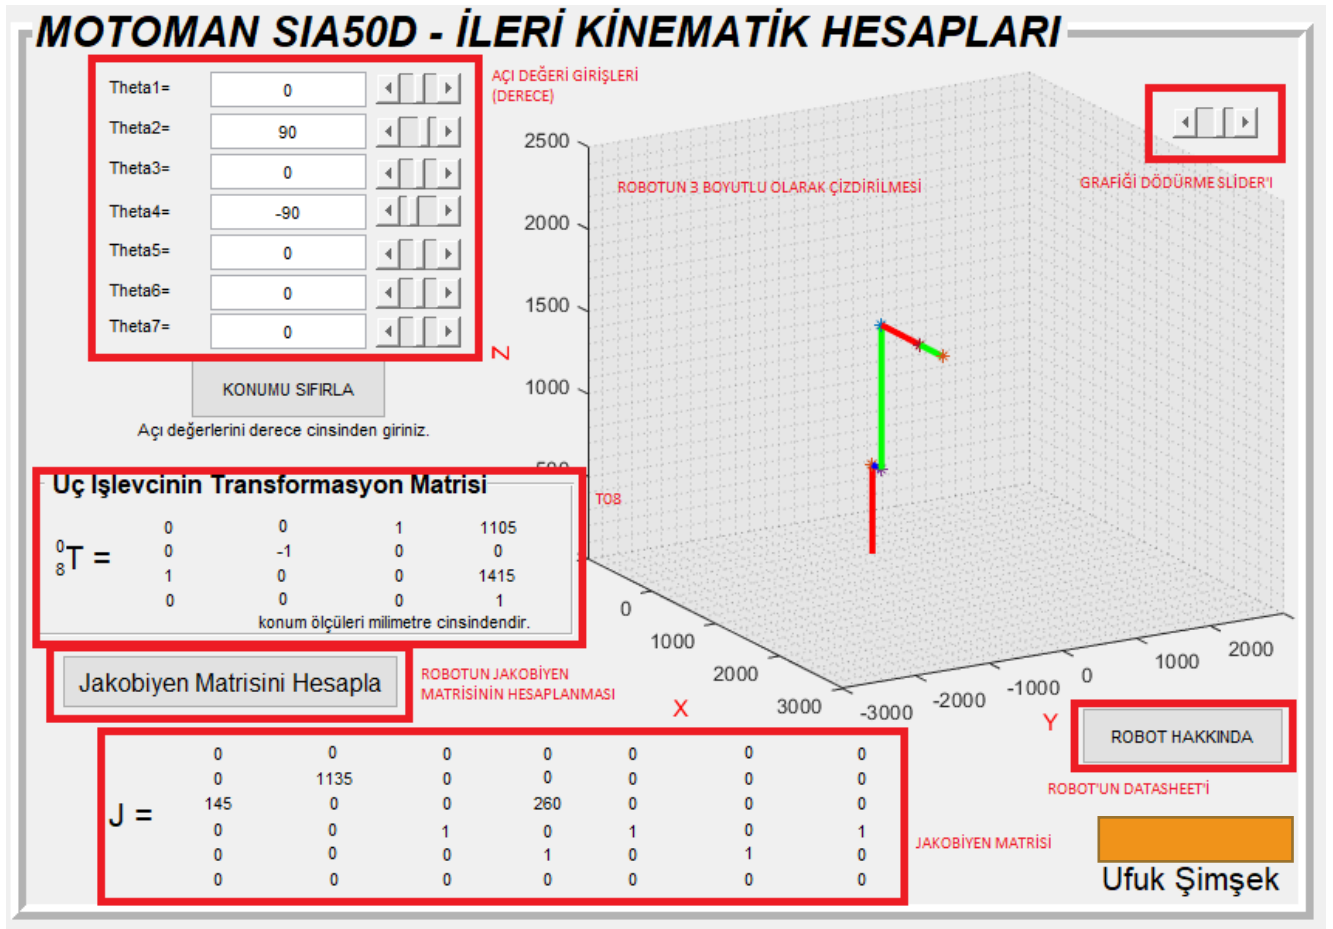 MOTOMAN SIA50D - İLERİ KİNEMATİK HESAPLARI
Theta1= 0
Theta2= 90
Theta3= 0
Theta4= -90
Theta5= 0
Theta6= 0
Theta7= 0
AÇI DEĞERİ GİRİŞLERİ
(DERECE)
KONUMU SIFIRLA
Açı değerlerini derece cinsinden giriniz.
ROBOTUN 3 BOYUTLU OLARAK ÇİZDİRİLMESİ
GRAFİĞİ DÖDÜRME SLİDER'I
2500
2000
1500
Z
1000
500
0
1000
2000
3000
X
-3000
-2000
-1000
0
1000
2000
Y
Uç Işlevcinin Transformasyon Matrisi
T08
0 0 1 1105
0 -1 0 0
0 8 T =
1 0 0 1415
0 0 0 1
konum ölçüleri milimetre cinsindendir.
Jakobiyen Matrisini Hesapla
ROBOTUN JAKOBİYEN
MATRİSİNİN HESAPLANMASI
ROBOT HAKKINDA
ROBOT'UN DATASHEET'İ
J =
0 0 0 0 0 0 0
0 1135 0 0 0 0 0
145 0 0 260 0 0 0
0 0 1 0 1 0 1
0 0 0 1 0 1 0
0 0 0 0 0 0 0
JAKOBİYEN MATRİSİ
Ufuk Şimşek